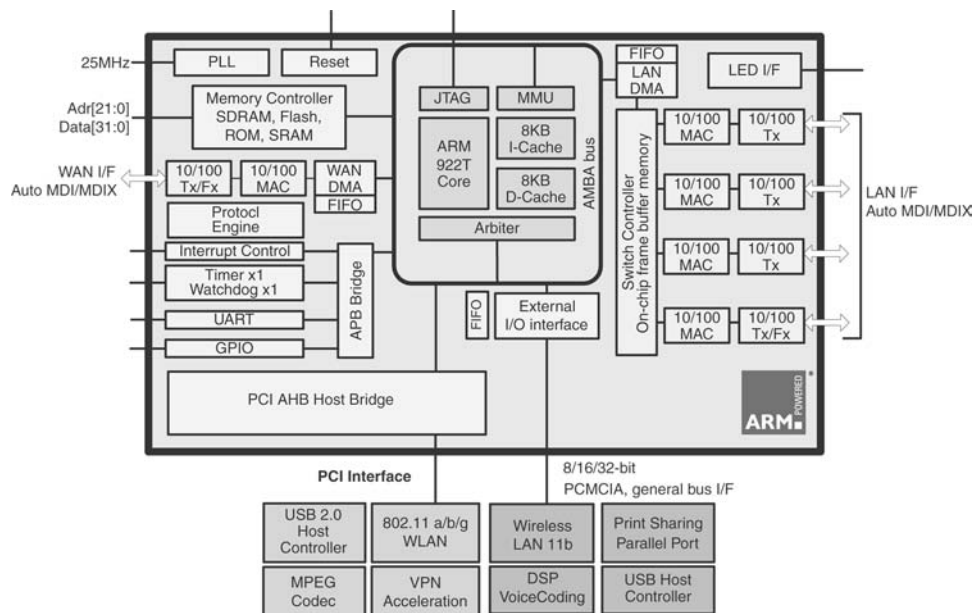 25MHz
PLL
Reset
Adr[21:0]
Data[31:0]
Memory Controller
SDRAM, Flash,
ROM, SRAM
WAN I/F
Auto MDI/MDIX
10/100
Tx/Fx
10/100
MAC
WAN
DMA
FIFO
Protocl
Engine
Interrupt Control
Timer x1
Watchdog x1
UART
GPIO
APB Bridge
PCI AHB Host Bridge
JTAG
MMU
ARM
922T
Core
8KB
I-Cache
8KB
D-Cache
Arbiter
AMBA bus
FIFO
External
I/O interface
FIFO
LAN
DMA
Switch Controller
On-chip frame buffer memory
LED I/F
10/100
MAC
10/100
Tx
10/100
MAC
10/100
Tx
10/100
MAC
10/100
Tx
10/100
MAC
10/100
Tx/Fx
LAN I/F
Auto MDI/MDIX
ARM
POWERED
®
PCI Interface
8/16/32-bit
PCMCIA, general bus I/F
USB 2.0
Host
Controller
802.11 a/b/g
WLAN
Wireless
LAN 11b
Print Sharing
Parallel Port
MPEG
Codec
VPN
Acceleration
DSP
VoiceCoding
USB Host
Controller